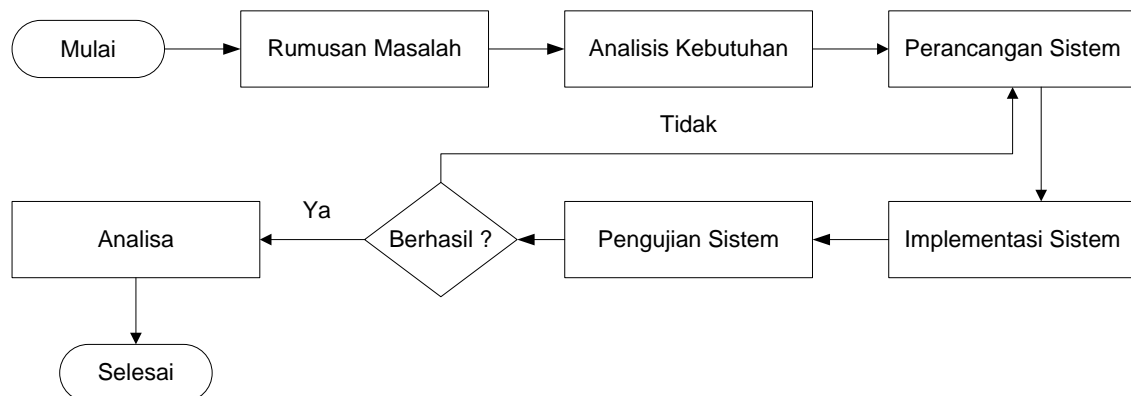 Mulai
Rumusan Masalah
Analisis Kebutuhan
Perancangan Sistem
Tidak
Implementasi Sistem
Pengujian Sistem
Berhasil ?
Ya
Analisa
Selesai